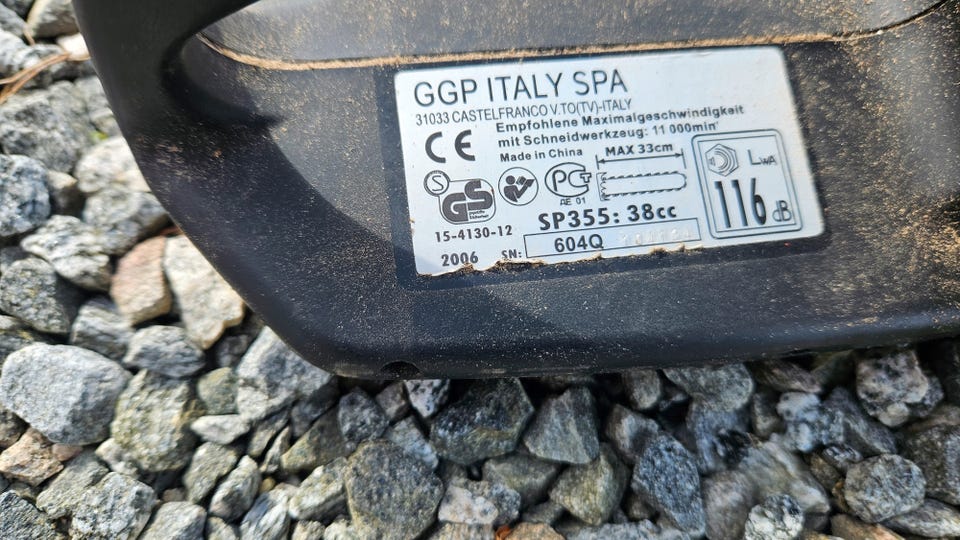 GGP ITALY SPA
31033 CASTELFRANCO V.TO(TV)-ITALY
Empfohlene Maximalgeschwindigkeit
mit Schneidwerkzeug: 11 000min
CE
Made in China
MAX 33cm
LWA
S
GS
PCT
AE 01
116 dB
SP355: 38cc
15-4130-12
2006 SN: 604Q